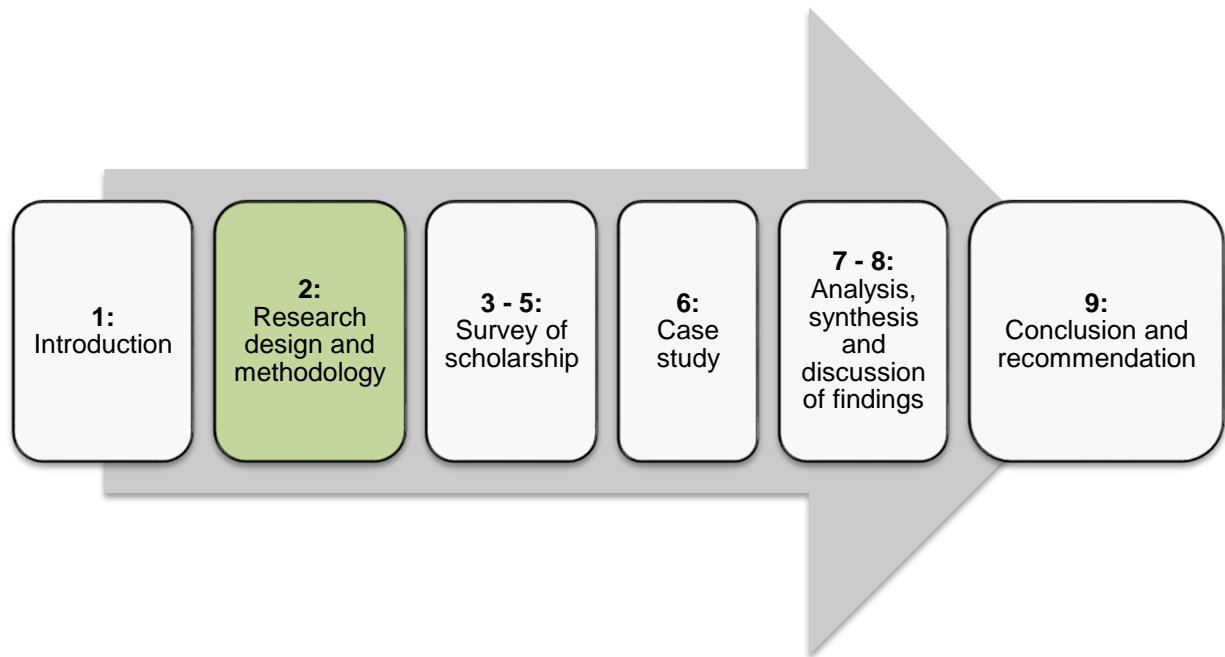 1:
Introduction
2:
Research
design and
methodology
3 - 5:
Survey of
scholarship
6:
Case
study
7 - 8:
Analysis,
synthesis
and
discussion
of findings
9:
Conclusion and
recommendation